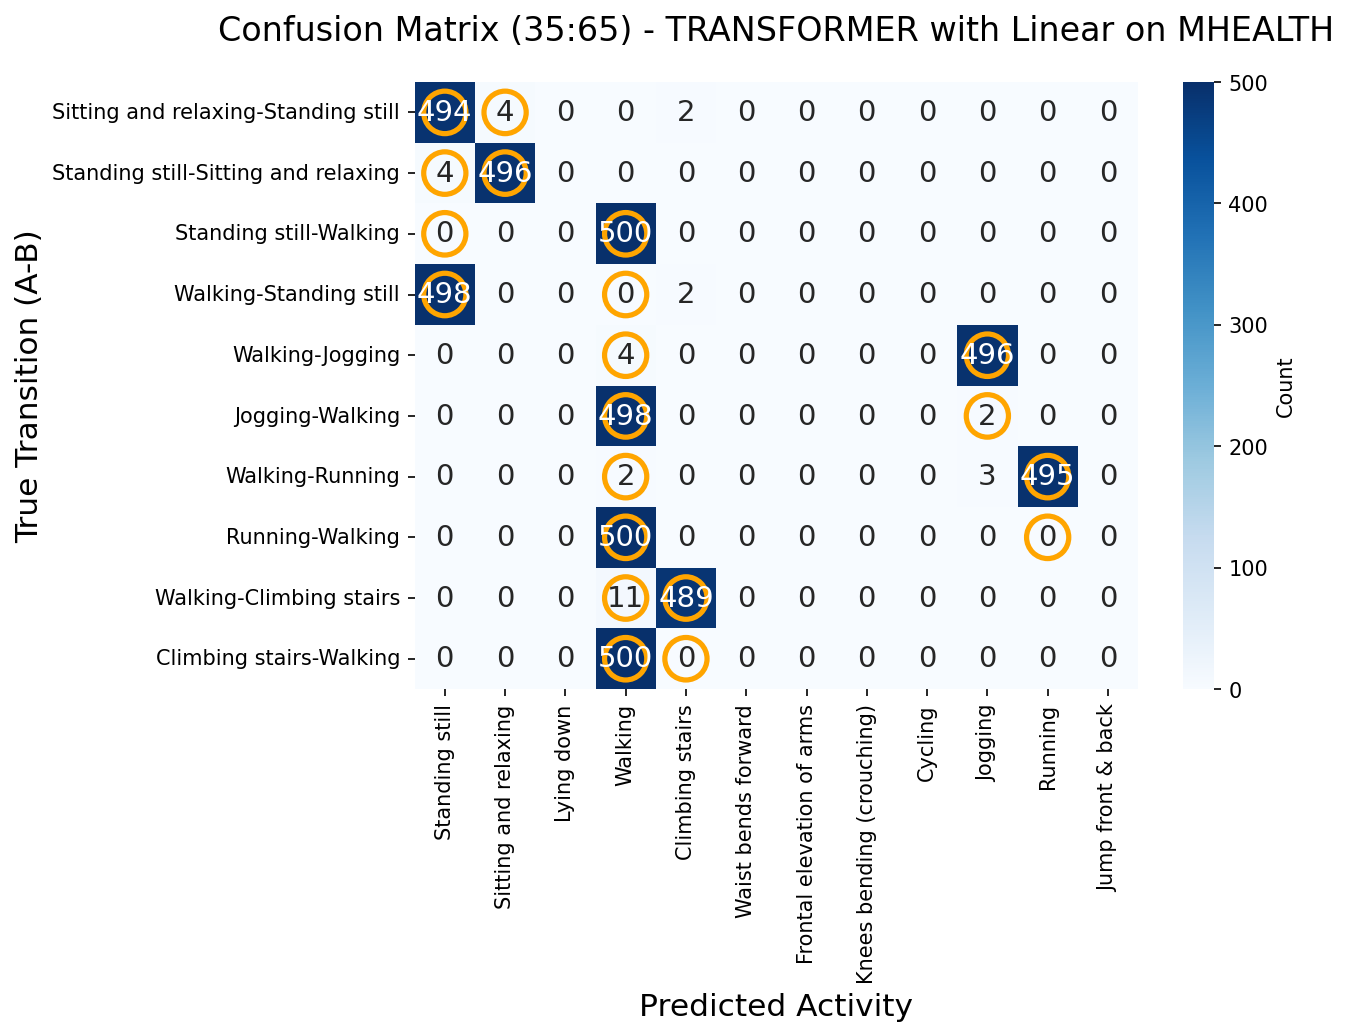 Confusion Matrix (35:65) - TRANSFORMER with Linear on MHEALTH
True Transition (A-B)
Sitting and relaxing-Standing still 494 4 0 0 2 0 0 0 0 0 0 0
Standing still-Sitting and relaxing 4 496 0 0 0 0 0 0 0 0 0 0
Standing still-Walking 0 0 0 500 0 0 0 0 0 0 0 0
Walking-Standing still 498 0 0 0 2 0 0 0 0 0 0 0
Walking-Jogging 0 0 0 4 0 0 0 0 0 496 0 0
Jogging-Walking 0 0 0 498 0 0 0 0 0 2 0 0
Walking-Running 0 0 0 2 0 0 0 0 0 3 495 0
Running-Walking 0 0 0 500 0 0 0 0 0 0 0 0
Walking-Climbing stairs 0 0 0 11 489 0 0 0 0 0 0 0
Climbing stairs-Walking 0 0 0 500 0 0 0 0 0 0 0 0
Standing still
Sitting and relaxing
Lying down
Walking
Climbing stairs
Waist bends forward
Frontal elevation of arms
Knees bending (crouching)
Cycling
Jogging
Running
Jump front & back
Predicted Activity
500
400
300
200
100
0
Count